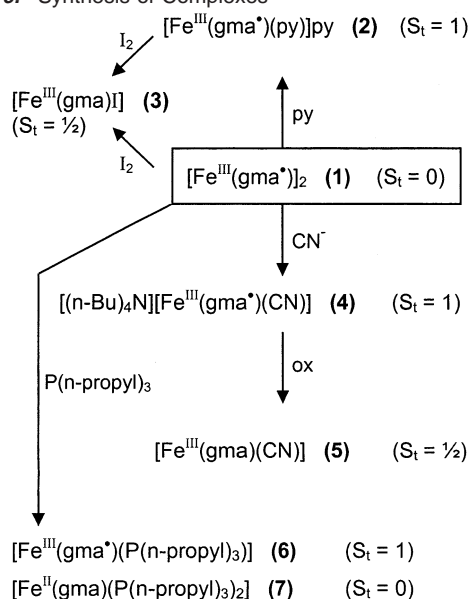 Synthesis of Complexes
[Fe^III(gma•)(py)]py (2) (S_t = 1)
I₂
[Fe^III(gma)I] (3)
(S_t = ½)
py
I₂
[Fe^III(gma•)]₂ (1) (S_t = 0)
CN⁻
[(n-Bu)₄N][Fe^III(gma•)(CN)] (4) (S_t = 1)
ox
P(n-propyl)₃
[Fe^III(gma)(CN)] (5) (S_t = ½)
[Fe^III(gma•)(P(n-propyl)₃)] (6) (S_t = 1)
[Fe^II(gma)(P(n-propyl)₃)₂] (7) (S_t = 0)